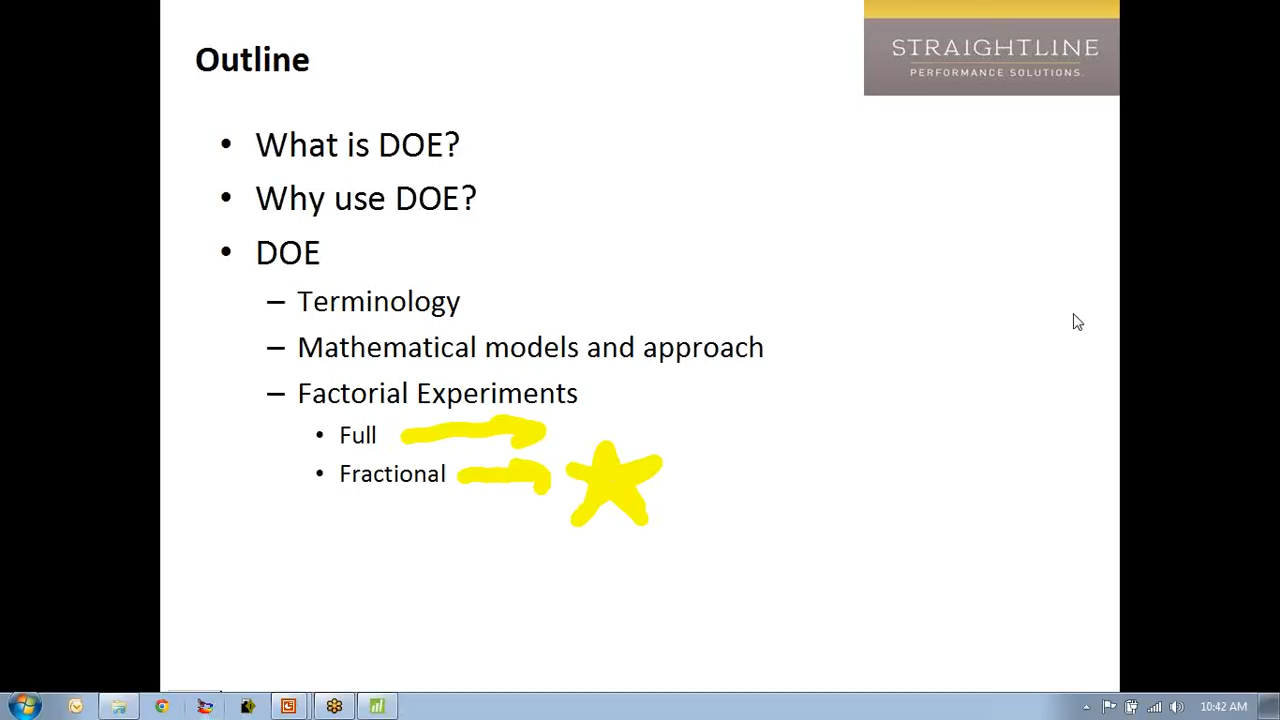 STRAIGHTLINE
PERFORMANCE SOLUTIONS.
Outline
• What is DOE?
• Why use DOE?
• DOE
– Terminology
– Mathematical models and approach
– Factorial Experiments
• Full
• Fractional
10:42 AM